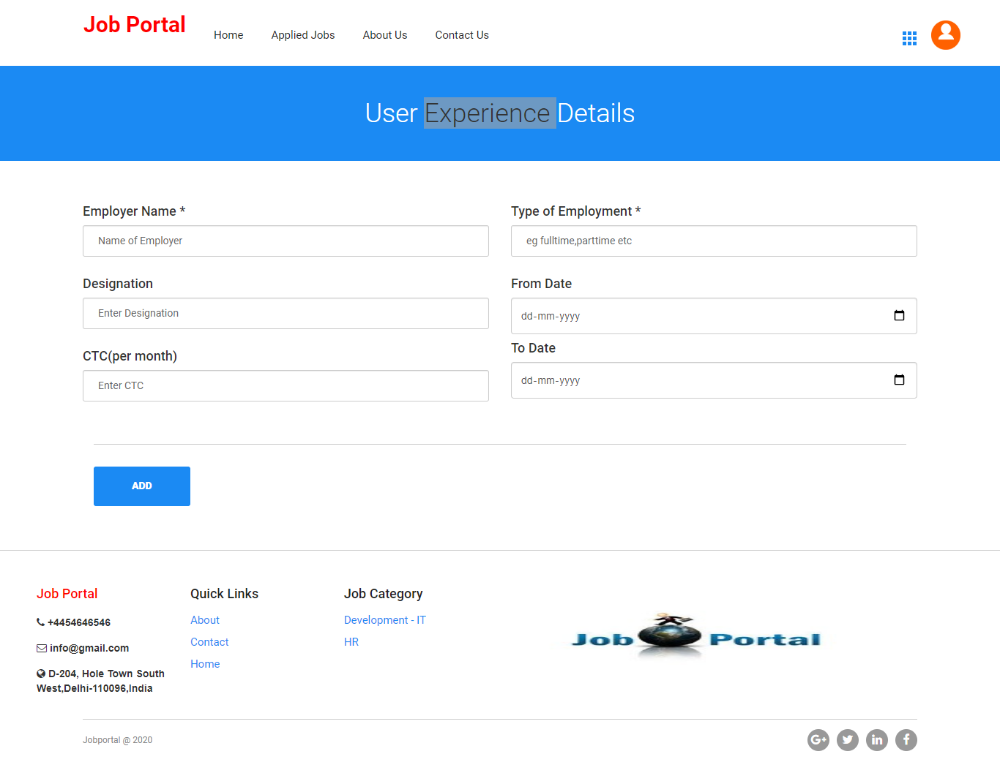 Job Portal
Home Applied Jobs About Us Contact Us
User Experience Details
Employer Name *
Type of Employment *
Name of Employer
eg fulltime,parttime etc
Designation
From Date
Enter Designation
dd-mm-yyyy
To Date
CTC(per month)
dd-mm-yyyy
Enter CTC
ADD
Job Portal
+4454646546
info@gmail.com
D-204, Hole Town South
West,Delhi-110096,India
Quick Links
About
Contact
Home
Job Category
Development - IT
HR
Job Portal
Jobportal @ 2020
G+ in f